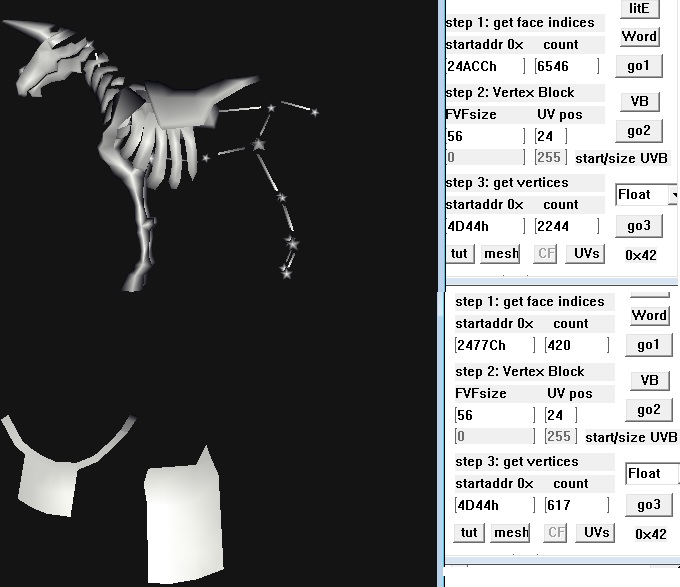 litE
step 1: get face indices
Word
startaddr 0x count
24ACCh 6546 go1
step 2: Vertex Block
VB
FVFsize UV pos
56 24 go2
0 255 start/size UVB
step 3: get vertices
Float
startaddr 0x count
4D44h 2244 go3
tut mesh CF UVs 0x42
step 1: get face indices
Word
startaddr 0x count
2477Ch 420 go1
step 2: Vertex Block
VB
FVFsize UV pos
56 24 go2
0 255 start/size UVB
step 3: get vertices
Float
startaddr 0x count
4D44h 617 go3
tut mesh CF UVs 0x42